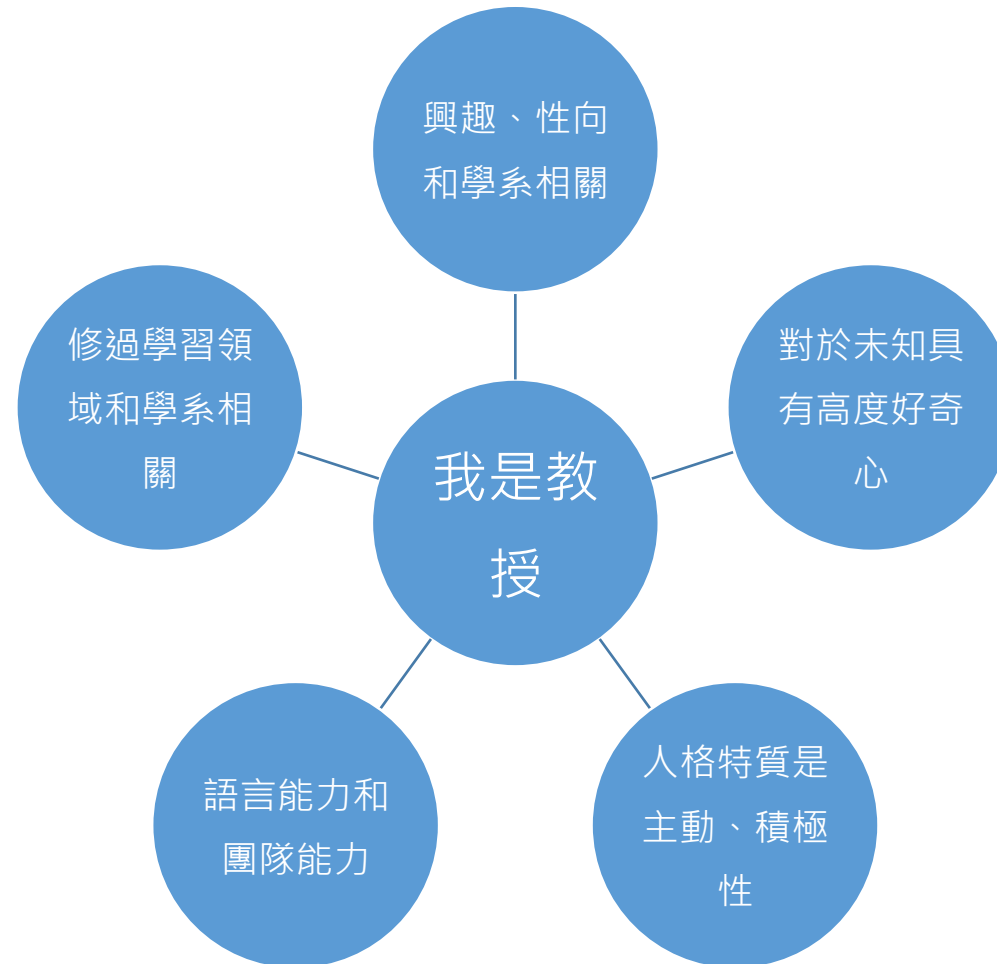 興趣、性向
和學系相關
對於未知具
有高度好奇
心
人格特質是
主動、積極
性
語言能力和
團隊能力
修過學習領
域和學系相
關
我是教
授